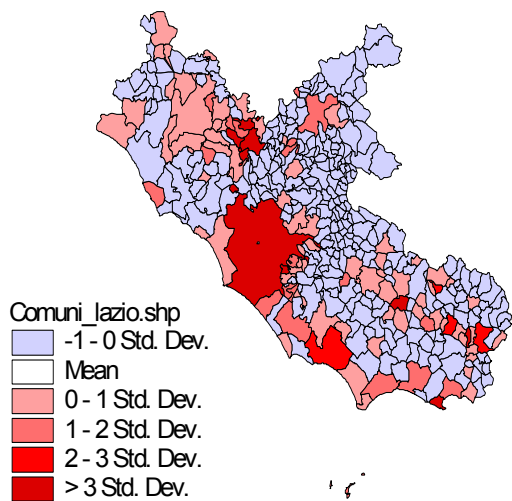 Comuni_lazio.shp
-1 - 0 Std. Dev.
Mean
0 - 1 Std. Dev.
1 - 2 Std. Dev.
2 - 3 Std. Dev.
> 3 Std. Dev.